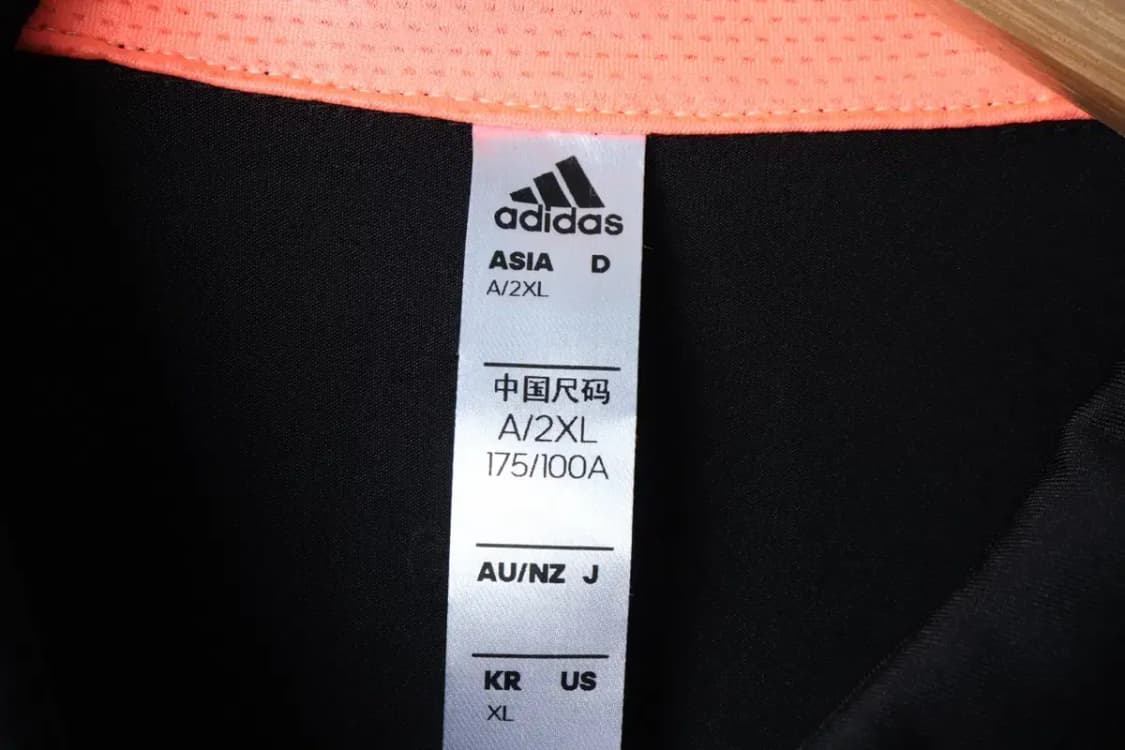 adidas
ASIA D
A/2XL
中国尺码
A/2XL
175/100A
AU/NZ J
KR US
XL